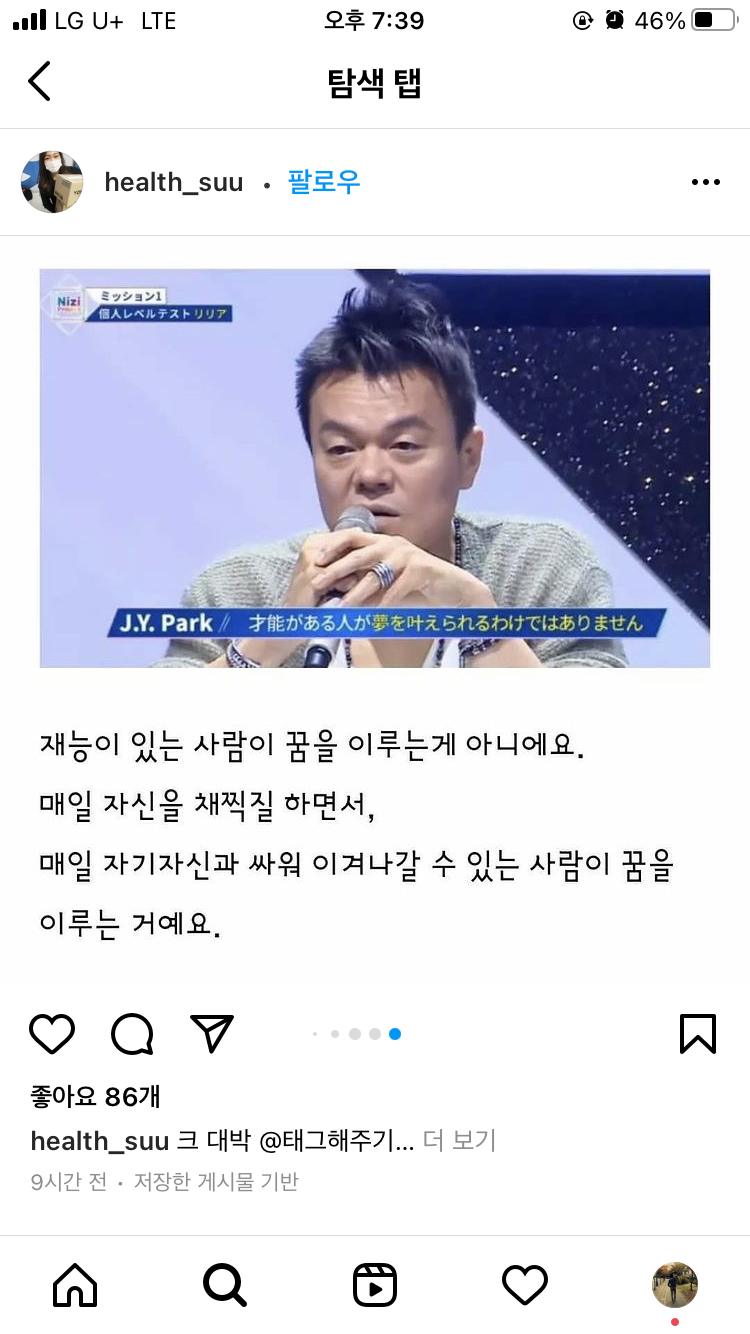 LG U+ LTE 오후 7:39 46%
탐색 탭
health_suu • 팔로우
Nizi
ミッション1
個人レベルテスト リリア
J.Y. Park // 才能がある人が夢を叶えられるわけではありません
재능이 있는 사람이 꿈을 이루는게 아니에요.
매일 자신을 채찍질 하면서,
매일 자기자신과 싸워 이겨나갈 수 있는 사람이 꿈을
이루는 거예요.
좋아요 86개
health_suu 크 대박 @태그해주기... 더 보기
9시간 전 • 저장한 게시물 기반